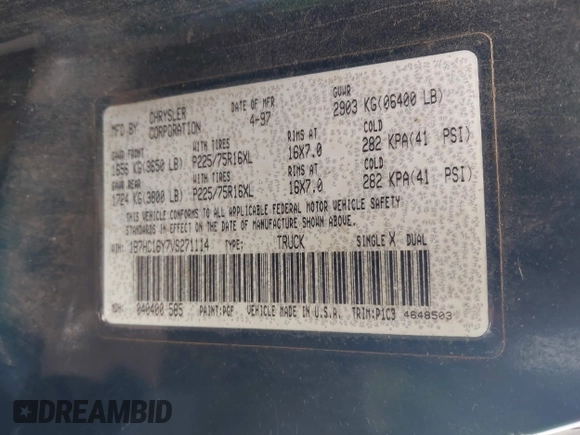 MFD BY CHRYSLER CORPORATION DATE OF MFR 4-97 GVWR 2903 KG(06400 LB)
GAWR FRONT WITH TIRES RIMS AT COLD
1656 KG(3650 LB) P225/75R16XL 16X7.0 282 KPA(41 PSI)
GAWR REAR WITH TIRES RIMS AT COLD
1724 KG(3800 LB) P225/75R16XL 16X7.0 282 KPA(41 PSI)
THIS VEHICLE CONFORMS TO ALL APPLICABLE FEDERAL MOTOR VEHICLE SAFETY
STANDARDS IN EFFECT ON THE DATE OF MANUFACTURE SHOWN ABOVE.
VIN: 1B7HC16Y7VS271114 TYPE: TRUCK SINGLE X DUAL
MDH: 040400 585 PAINT:PGF VEHICLE MADE IN U.S.A. TRIM:P1C3 4648503
DREAMBID